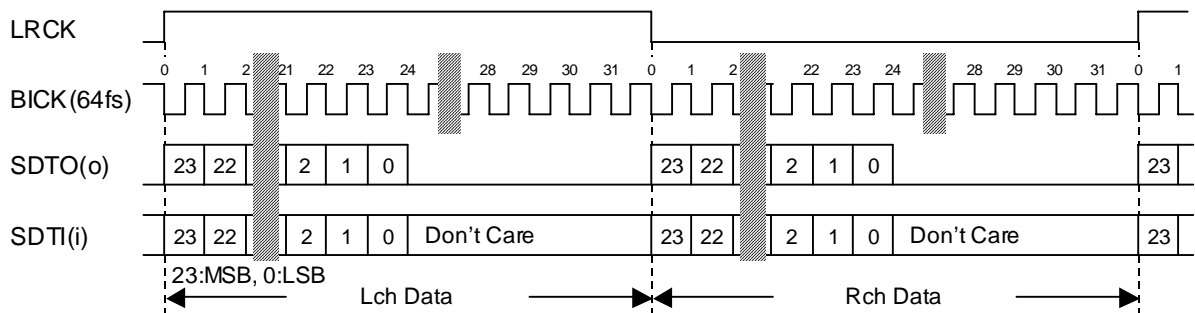 LRCK
0 1 2 21 22 23 24 28 29 30 31 0 1 2 22 23 24 28 29 30 31 0 1
BICK(64fs)
SDTO(o) 23 22 2 1 0 23 22 2 1 0 23
SDTI(i) 23 22 2 1 0 Don't Care 23 22 2 1 0 Don't Care 23
23:MSB, 0:LSB
Lch Data Rch Data